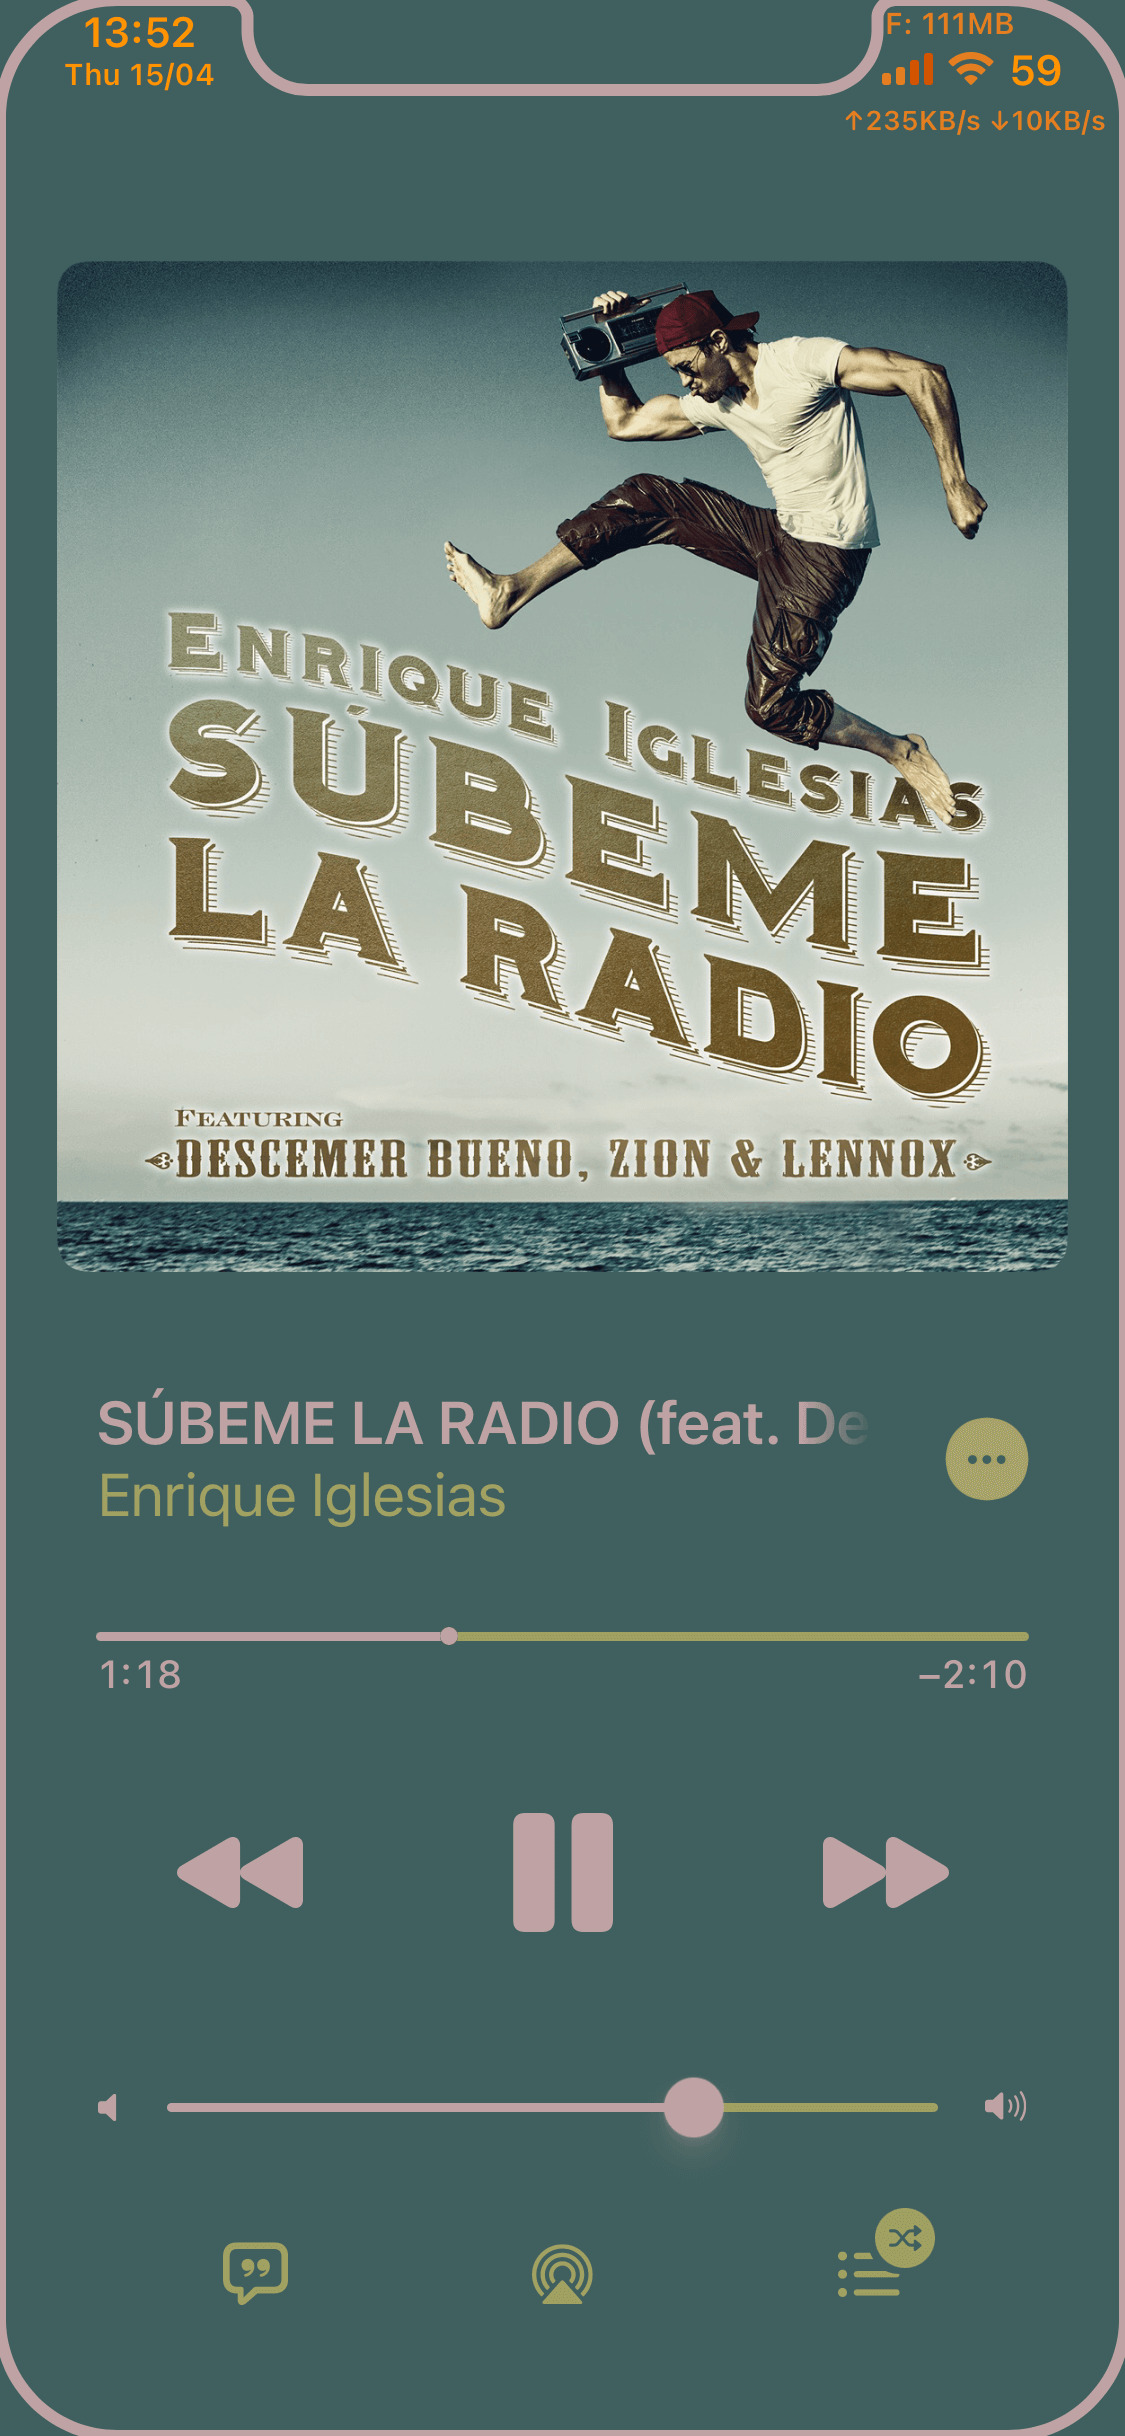 13:52
Thu 15/04
F: 111MB
59
↑235KB/s ↓10KB/s
ENRIQUE IGLESIAS
SÚBEME
LA RADIO
FEATURING
DESCEMER BUENO, ZION & LENNOX
SÚBEME LA RADIO (feat. De
Enrique Iglesias
1:18
–2:10